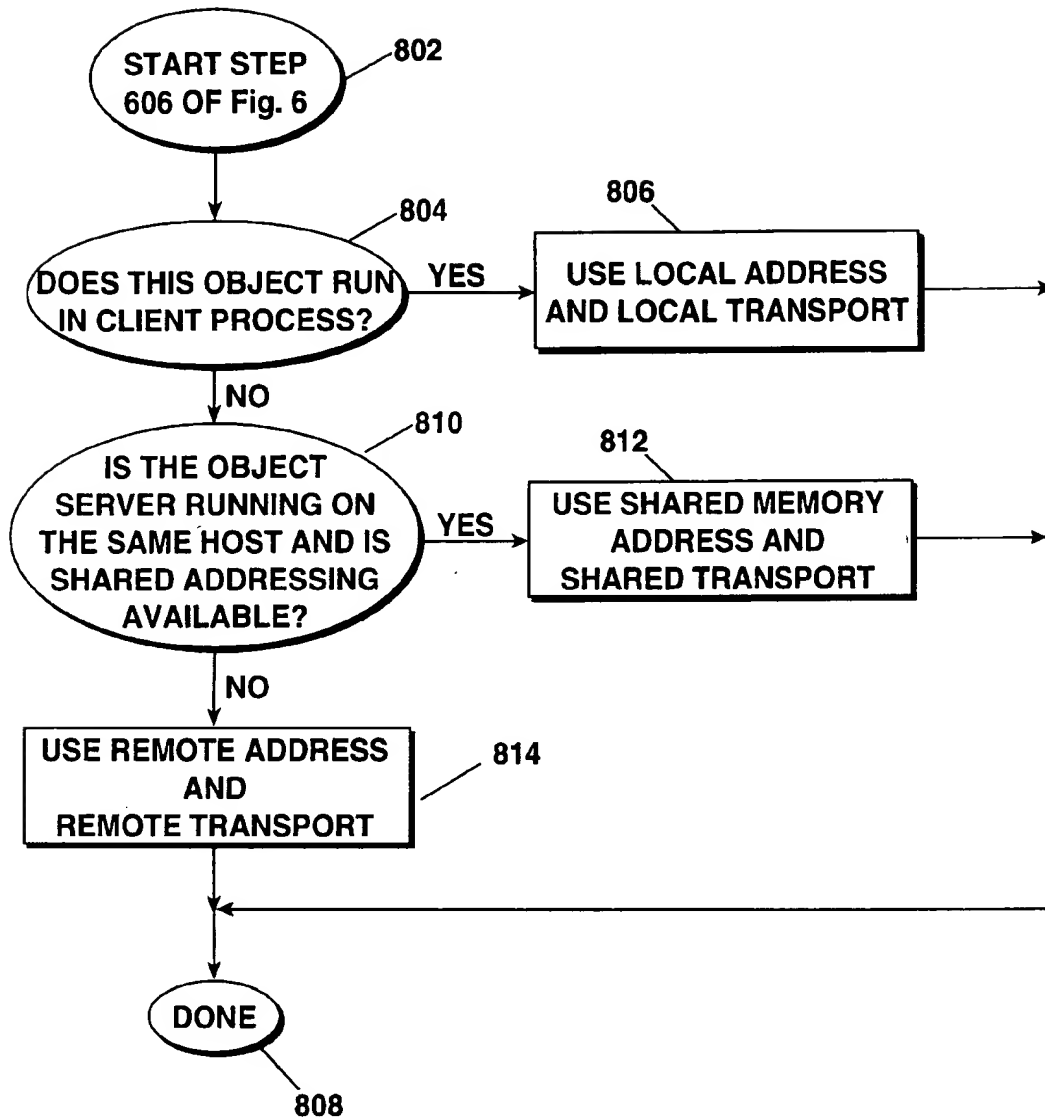 START STEP
606 OF Fig. 6
802
804
DOES THIS OBJECT RUN
IN CLIENT PROCESS?
YES
806
USE LOCAL ADDRESS
AND LOCAL TRANSPORT
NO
810
IS THE OBJECT
SERVER RUNNING ON
THE SAME HOST AND IS
SHARED ADDRESSING
AVAILABLE?
YES
812
USE SHARED MEMORY
ADDRESS AND
SHARED TRANSPORT
NO
USE REMOTE ADDRESS
AND
REMOTE TRANSPORT
814
DONE
808